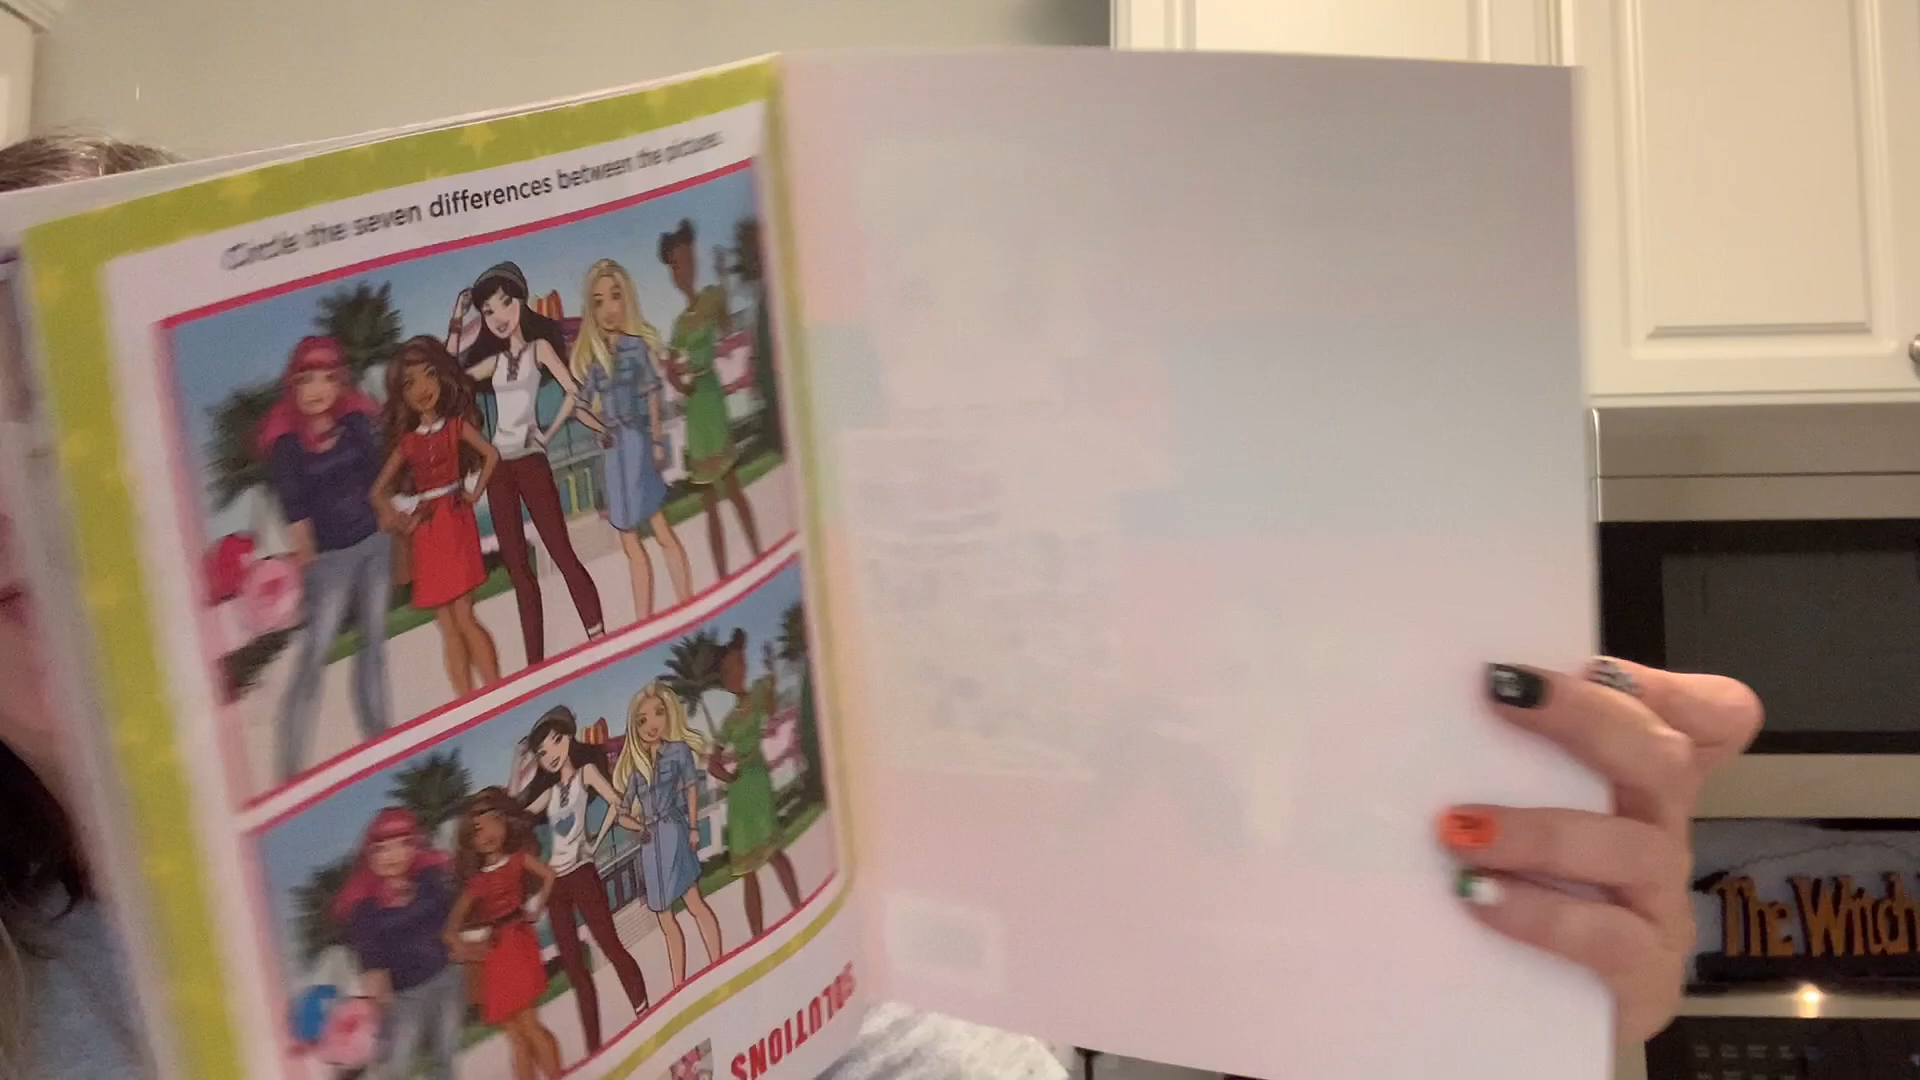 Circle the seven differences between the pictures
SOLUTIONS
The Witch